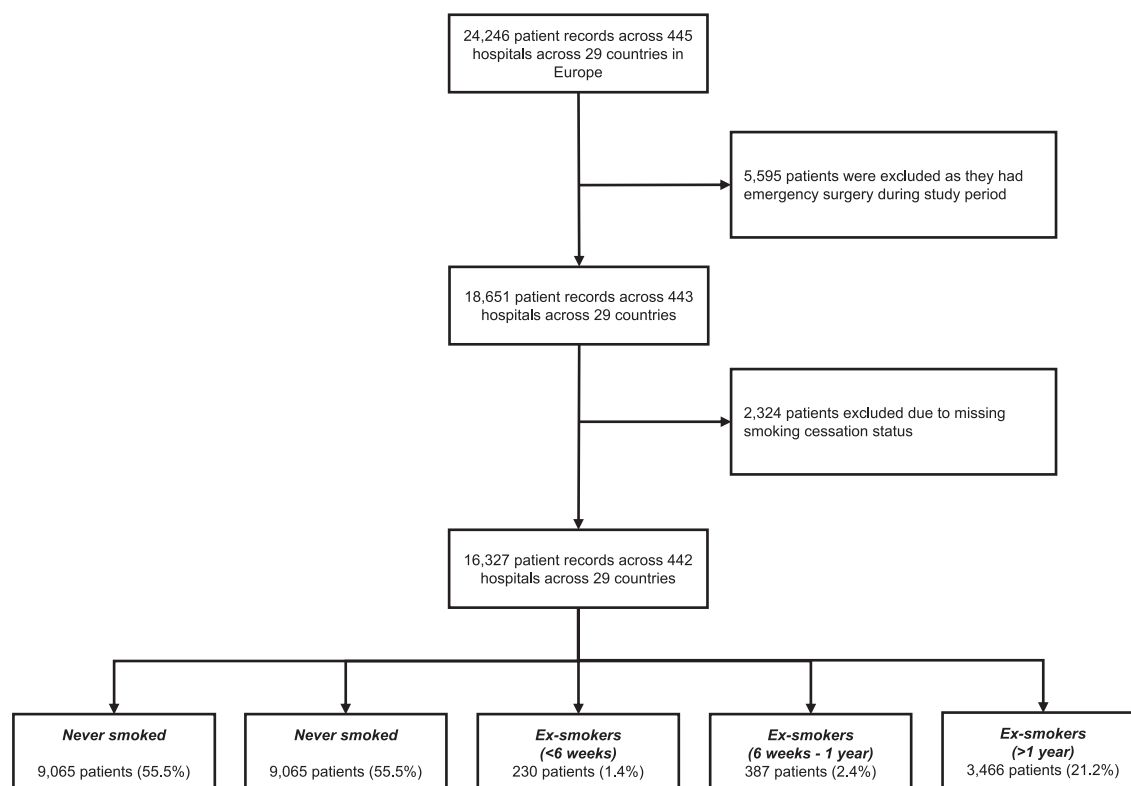 24,246 patient records across 445
hospitals across 29 countries in
Europe
5,595 patients were excluded as they had
emergency surgery during study period
18,651 patient records across 443
hospitals across 29 countries
2,324 patients excluded due to missing
smoking cessation status
16,327 patient records across 442
hospitals across 29 countries
Never smoked
9,065 patients (55.5%)
Never smoked
9,065 patients (55.5%)
Ex-smokers
(<6 weeks)
230 patients (1.4%)
Ex-smokers
(6 weeks - 1 year)
387 patients (2.4%)
Ex-smokers
(>1 year)
3,466 patients (21.2%)